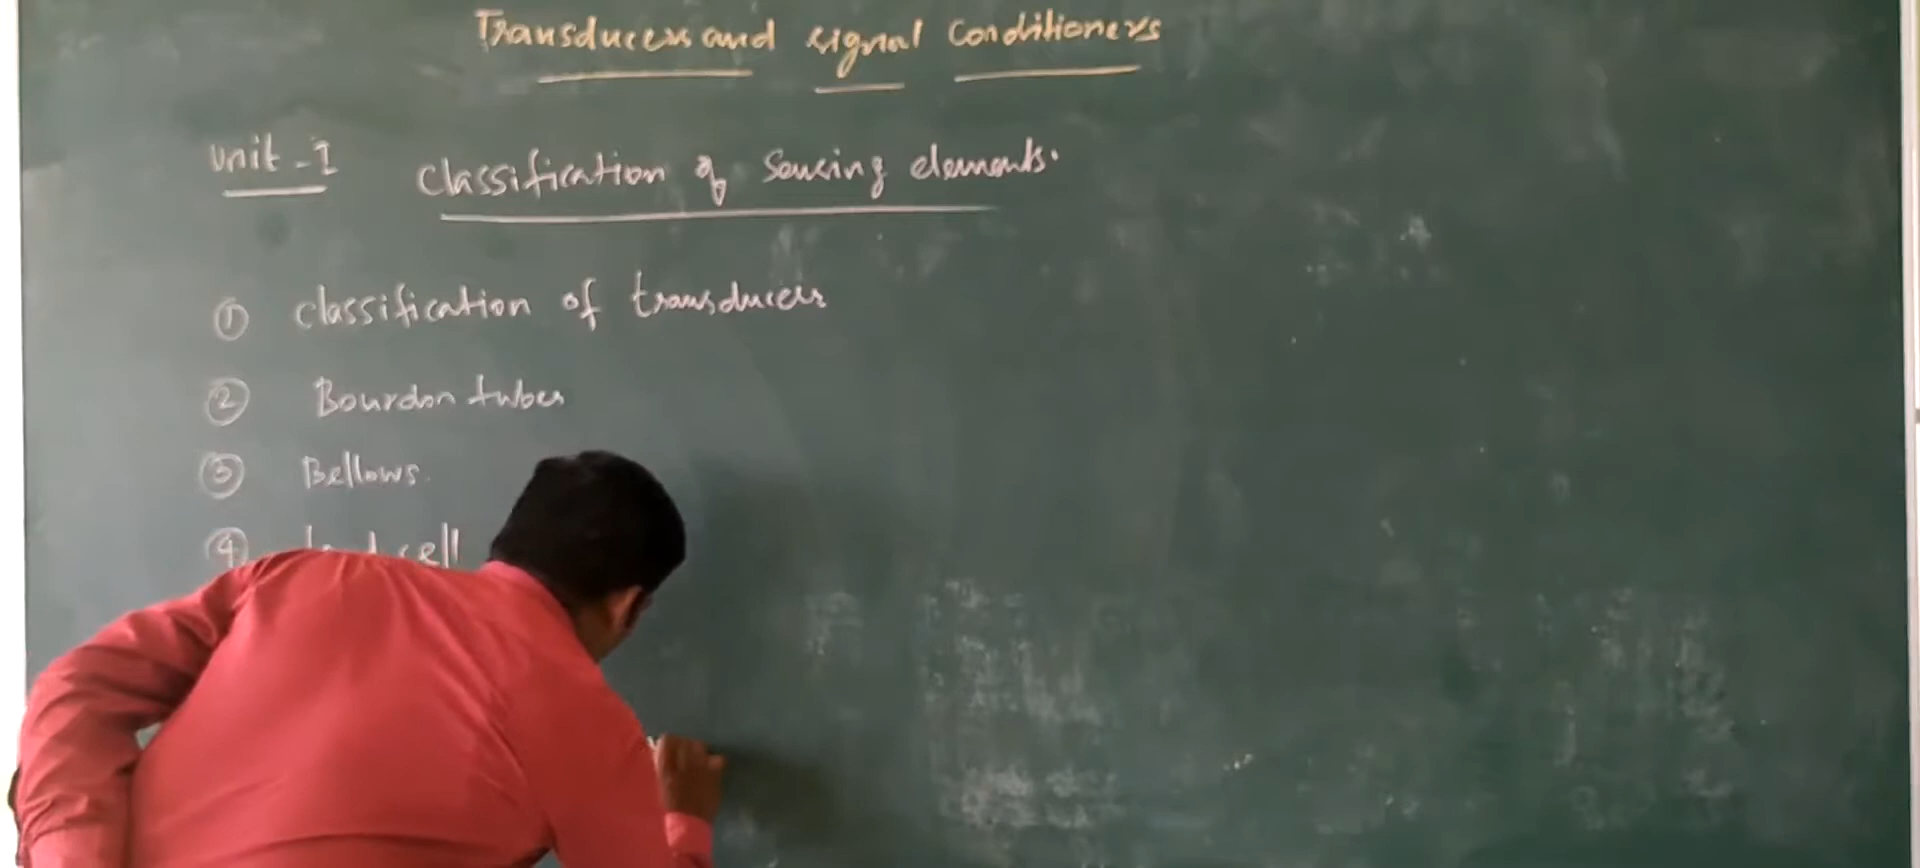 Transducers and signal Conditioners
Unit - I Classification of Sensing elements.
① classification of transducers
② Bourdon tubes
③ Bellows.
④ cell